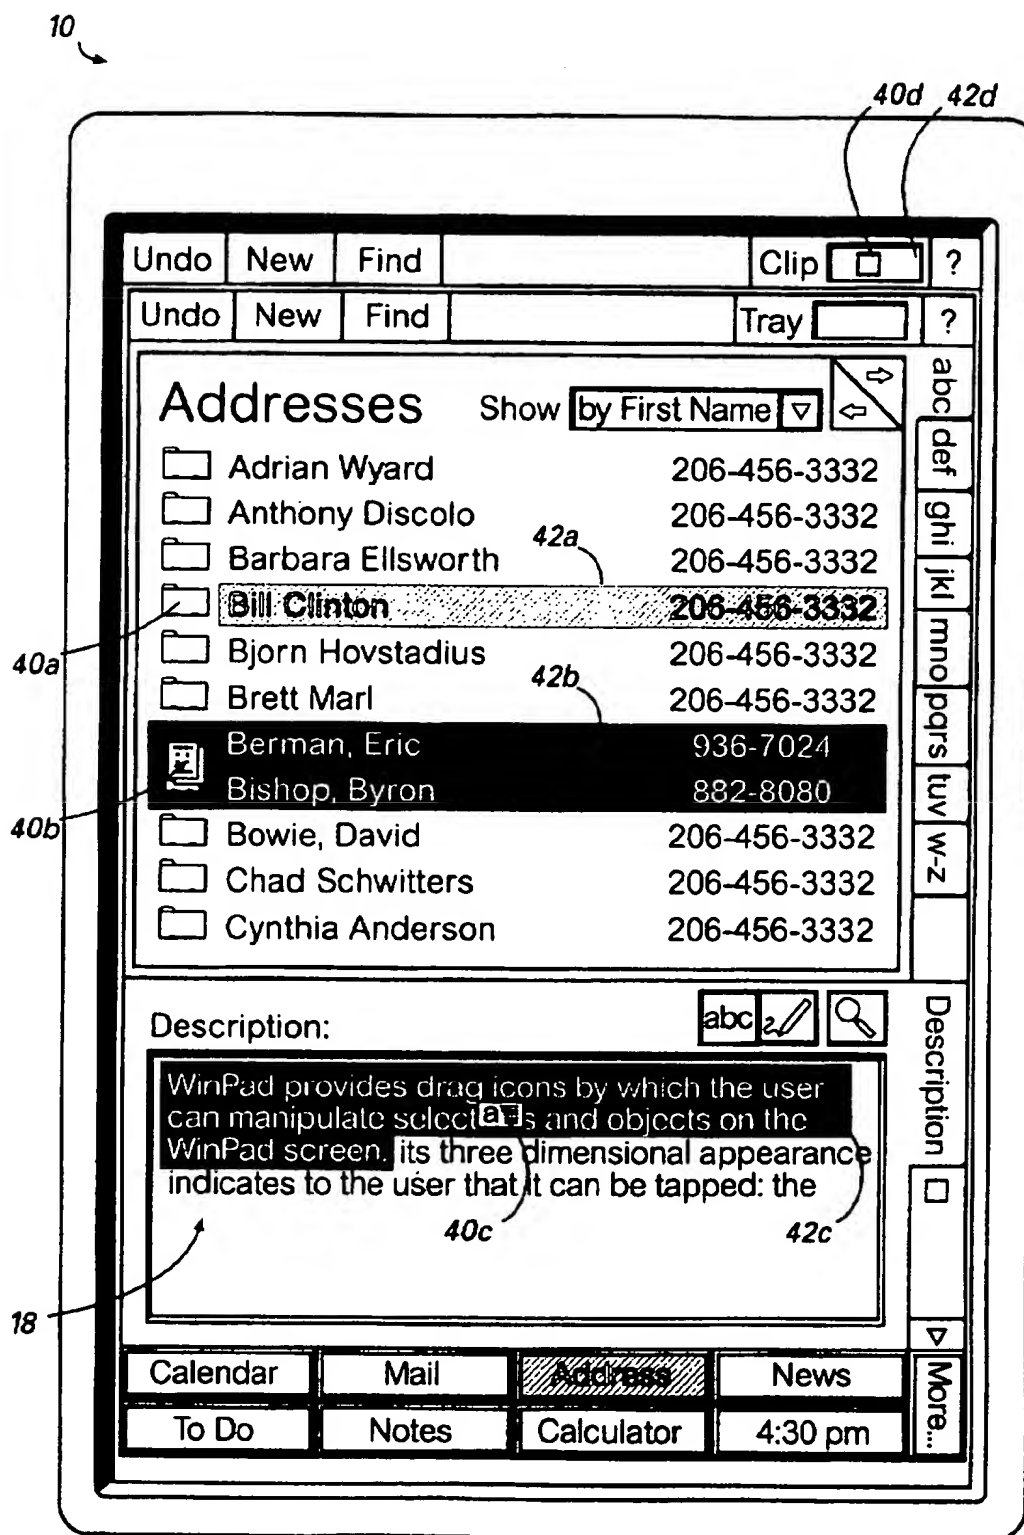 10
40d 42d
Undo New Find Clip ?
Undo New Find Tray ?
Addresses Show by First Name
abc
Adrian Wyard 206-456-3332
def
Anthony Discolo 206-456-3332
ghi
42a
Barbara Ellsworth 206-456-3332
jkl
Bill Clinton 206-456-3332
40a
mno
Bjorn Hovstadius 206-456-3332
42b
Brett Marl 206-456-3332
pqrs
Berman, Eric 936-7024
tuv
Bishop, Byron 882-8080
40b
Bowie, David 206-456-3332
w-z
Chad Schwitters 206-456-3332
Cynthia Anderson 206-456-3332
Description: abc
Description
WinPad provides drag icons by which the user
can manipulate select a s and objects on the
WinPad screen. its three dimensional appearance
indicates to the user that it can be tapped: the
40c 42c
18
Calendar Mail Address News
More...
To Do Notes Calculator 4:30 pm